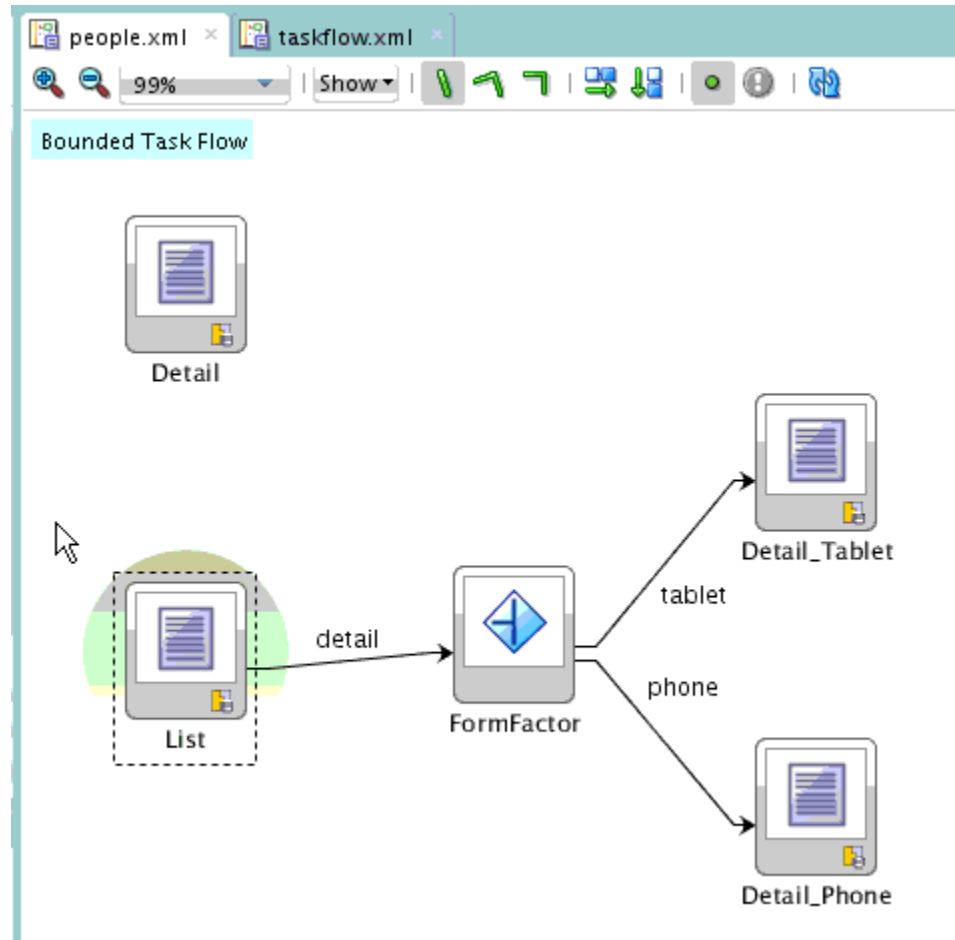 people.xml taskflow.xml
99% Show
Bounded Task Flow
Detail
Detail_Tablet
tablet
detail
phone
FormFactor
List
Detail_Phone